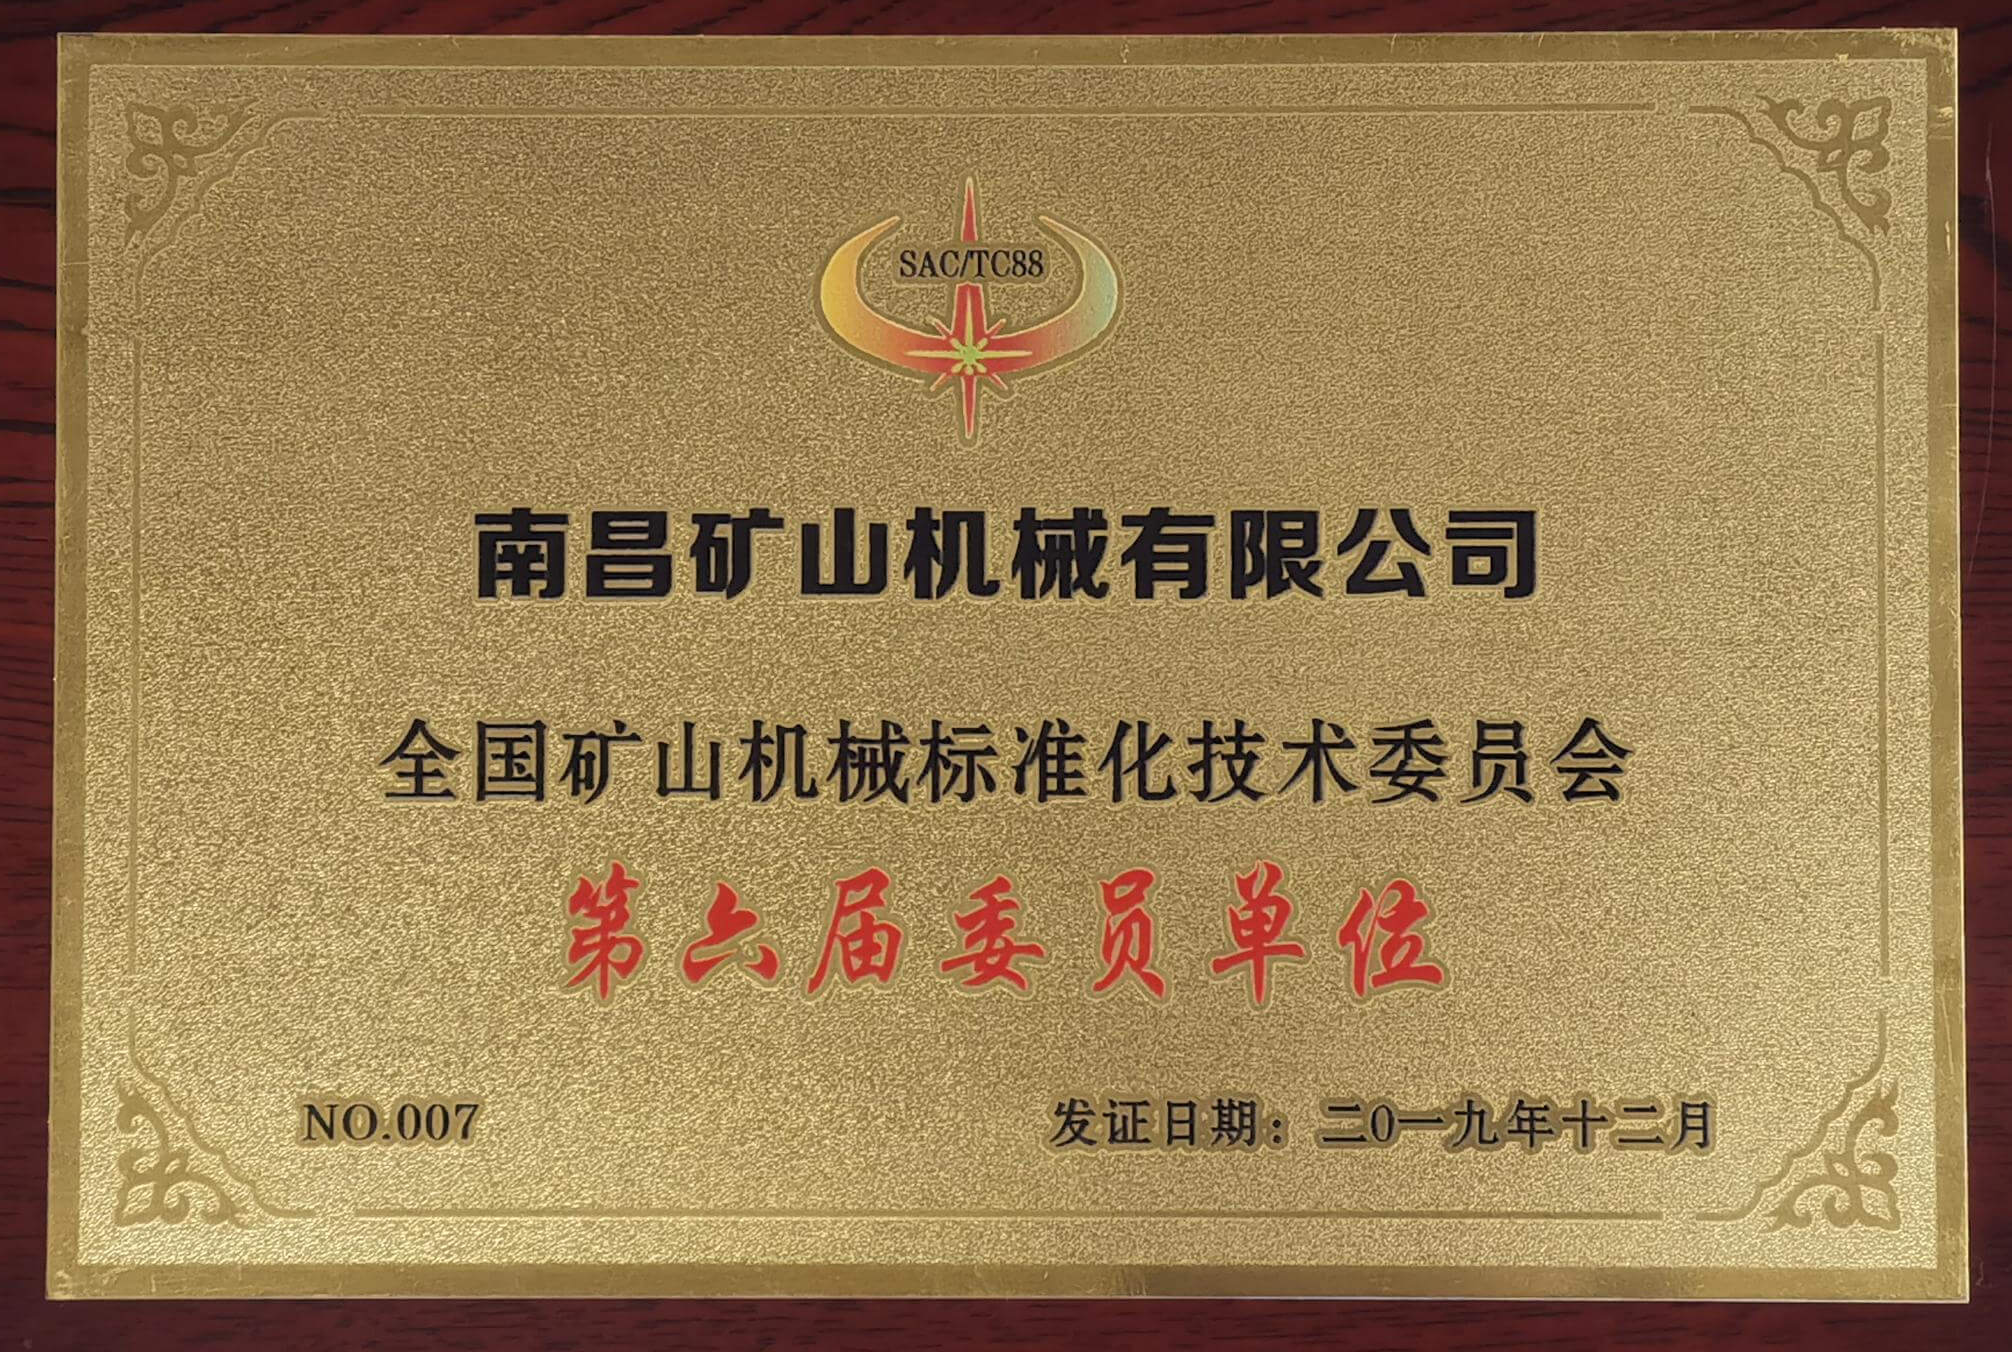 SAC/TC88
南昌矿山机械有限公司
全国矿山机械标准化技术委员会
第六届委员单位
NO.007
发证日期：二0一九年十二月